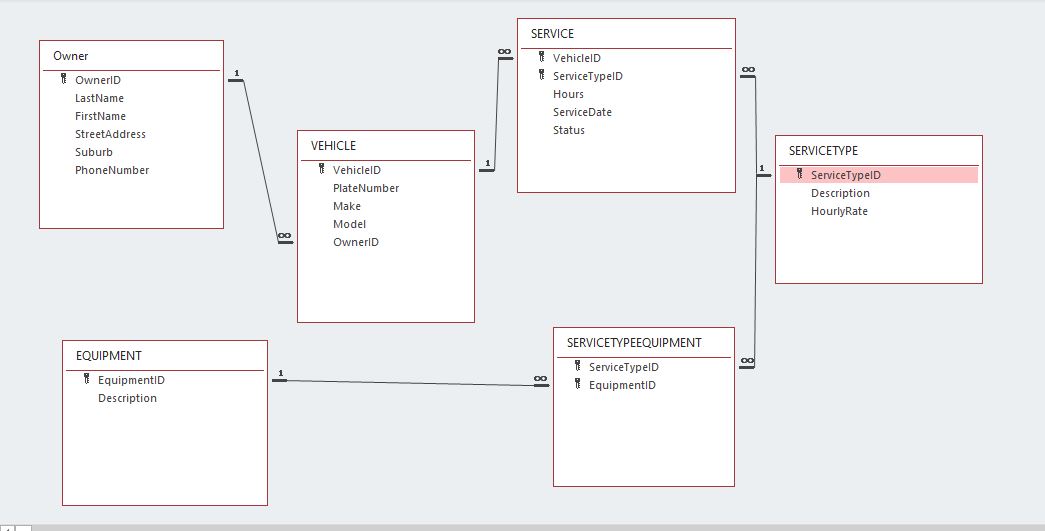 Owner
OwnerID
LastName
FirstName
StreetAddress
Suburb
PhoneNumber
1
∞
VEHICLE
VehicleID
PlateNumber
Make
Model
OwnerID
1
∞
SERVICE
VehicleID
ServiceTypeID
Hours
ServiceDate
Status
∞
1
SERVICETYPE
ServiceTypeID
Description
HourlyRate
EQUIPMENT
EquipmentID
Description
1
∞
SERVICETYPEEQUIPMENT
ServiceTypeID
EquipmentID
∞